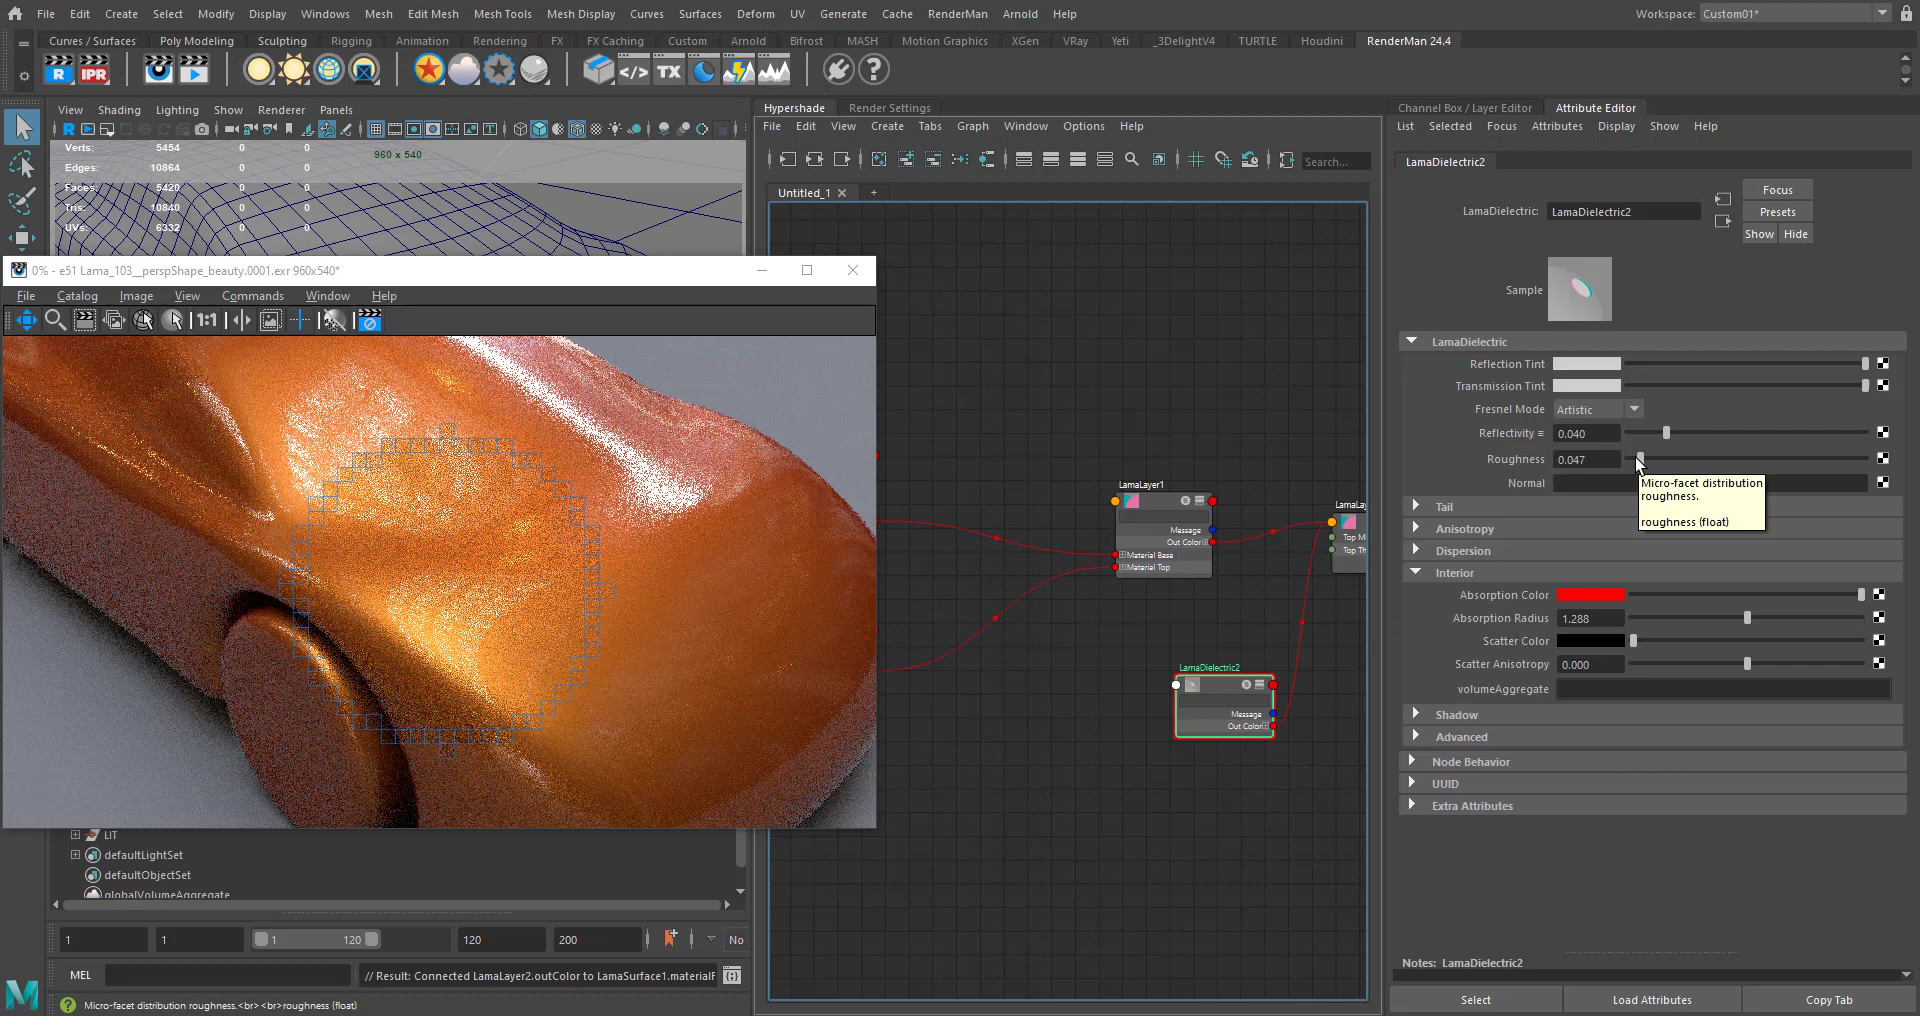 File Edit Create Select Modify Display Windows Mesh Edit Mesh Mesh Tools Mesh Display Curves Surfaces Deform UV Generate Cache RenderMan Arnold Help
Workspace: Custom01*
Curves / Surfaces Poly Modeling Sculpting Rigging Animation Rendering FX FX Caching Custom Arnold Bifrost MASH Motion Graphics XGen VRay Yeti _3DelightV4 TURTLE Houdini RenderMan 24.4
R IPR </> TX
View Shading Lighting Show Renderer Panels
Verts: 5454 0 0
Edges: 10864 0 0
Faces: 5420 0 0
Tris: 10840 0 0
UVs: 6332 0 0
960 x 540
0% - e51 Lama_103__perspShape_beauty.0001.exr 960x540*
File Catalog Image View Commands Window Help
1:1
LIT
defaultLightSet
defaultObjectSet
globalVolumeAggregate
1 1 1 120 120 200 No
MEL // Result: Connected LamaLayer2.outColor to LamaSurface1.materialF
Micro-facet distribution roughness.<br><br>roughness (float)
Hypershade Render Settings
File Edit View Create Tabs Graph Window Options Help
Search...
Untitled_1
LamaLayer1
Message
Out Color
Material Base
Material Top
LamaLay
Top M
Top Th
LamaDielectric2
Message
Out Color
Channel Box / Layer Editor Attribute Editor
List Selected Focus Attributes Display Show Help
LamaDielectric2
LamaDielectric: LamaDielectric2
Focus
Presets
Show Hide
Sample
LamaDielectric
Reflection Tint
Transmission Tint
Fresnel Mode Artistic
Reflectivity = 0.040
Roughness 0.047
Normal
Micro-facet distribution
roughness.
roughness (float)
Tail
Anisotropy
Dispersion
Interior
Absorption Color
Absorption Radius 1.288
Scatter Color
Scatter Anisotropy 0.000
volumeAggregate
Shadow
Advanced
Node Behavior
UUID
Extra Attributes
Notes: LamaDielectric2
Select Load Attributes Copy Tab